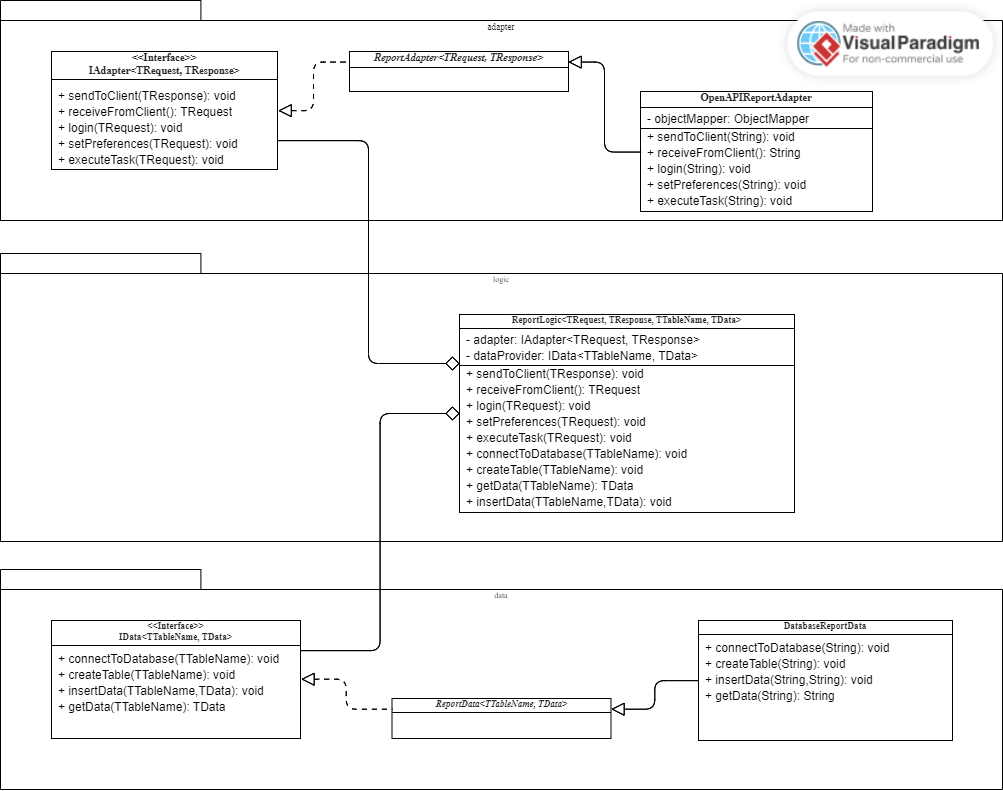 adapter
Made with
Visual Paradigm
For non-commercial use
<<Interface>>
IAdapter<TRequest, TResponse>
+ sendToClient(TResponse): void
+ receiveFromClient(): TRequest
+ login(TRequest): void
+ setPreferences(TRequest): void
+ executeTask(TRequest): void
ReportAdapter<TRequest, TResponse>
OpenAPIReportAdapter
- objectMapper: ObjectMapper
+ sendToClient(String): void
+ receiveFromClient(): String
+ login(String): void
+ setPreferences(String): void
+ executeTask(String): void
logic
ReportLogic<TRequest, TResponse, TTableName, TData>
- adapter: IAdapter<TRequest, TResponse>
- dataProvider: IData<TTableName, TData>
+ sendToClient(TResponse): void
+ receiveFromClient(): TRequest
+ login(TRequest): void
+ setPreferences(TRequest): void
+ executeTask(TRequest): void
+ connectToDatabase(TTableName): void
+ createTable(TTableName): void
+ getData(TTableName): TData
+ insertData(TTableName,TData): void
data
<<Interface>>
IData<TTableName, TData>
+ connectToDatabase(TTableName): void
+ createTable(TTableName): void
+ insertData(TTableName,TData): void
+ getData(TTableName): TData
ReportData<TTableName, TData>
DatabaseReportData
+ connectToDatabase(String): void
+ createTable(String): void
+ insertData(String,String): void
+ getData(String): String